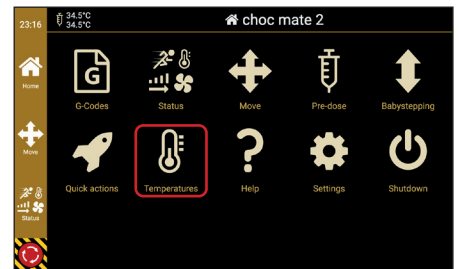 23:16
34.5°C
34.5°C
choc mate 2
Home
Move
Status
G
G-Codes
Status
Move
Pre-dose
Babystepping
Quick actions
Temperatures
Help
Settings
Shutdown